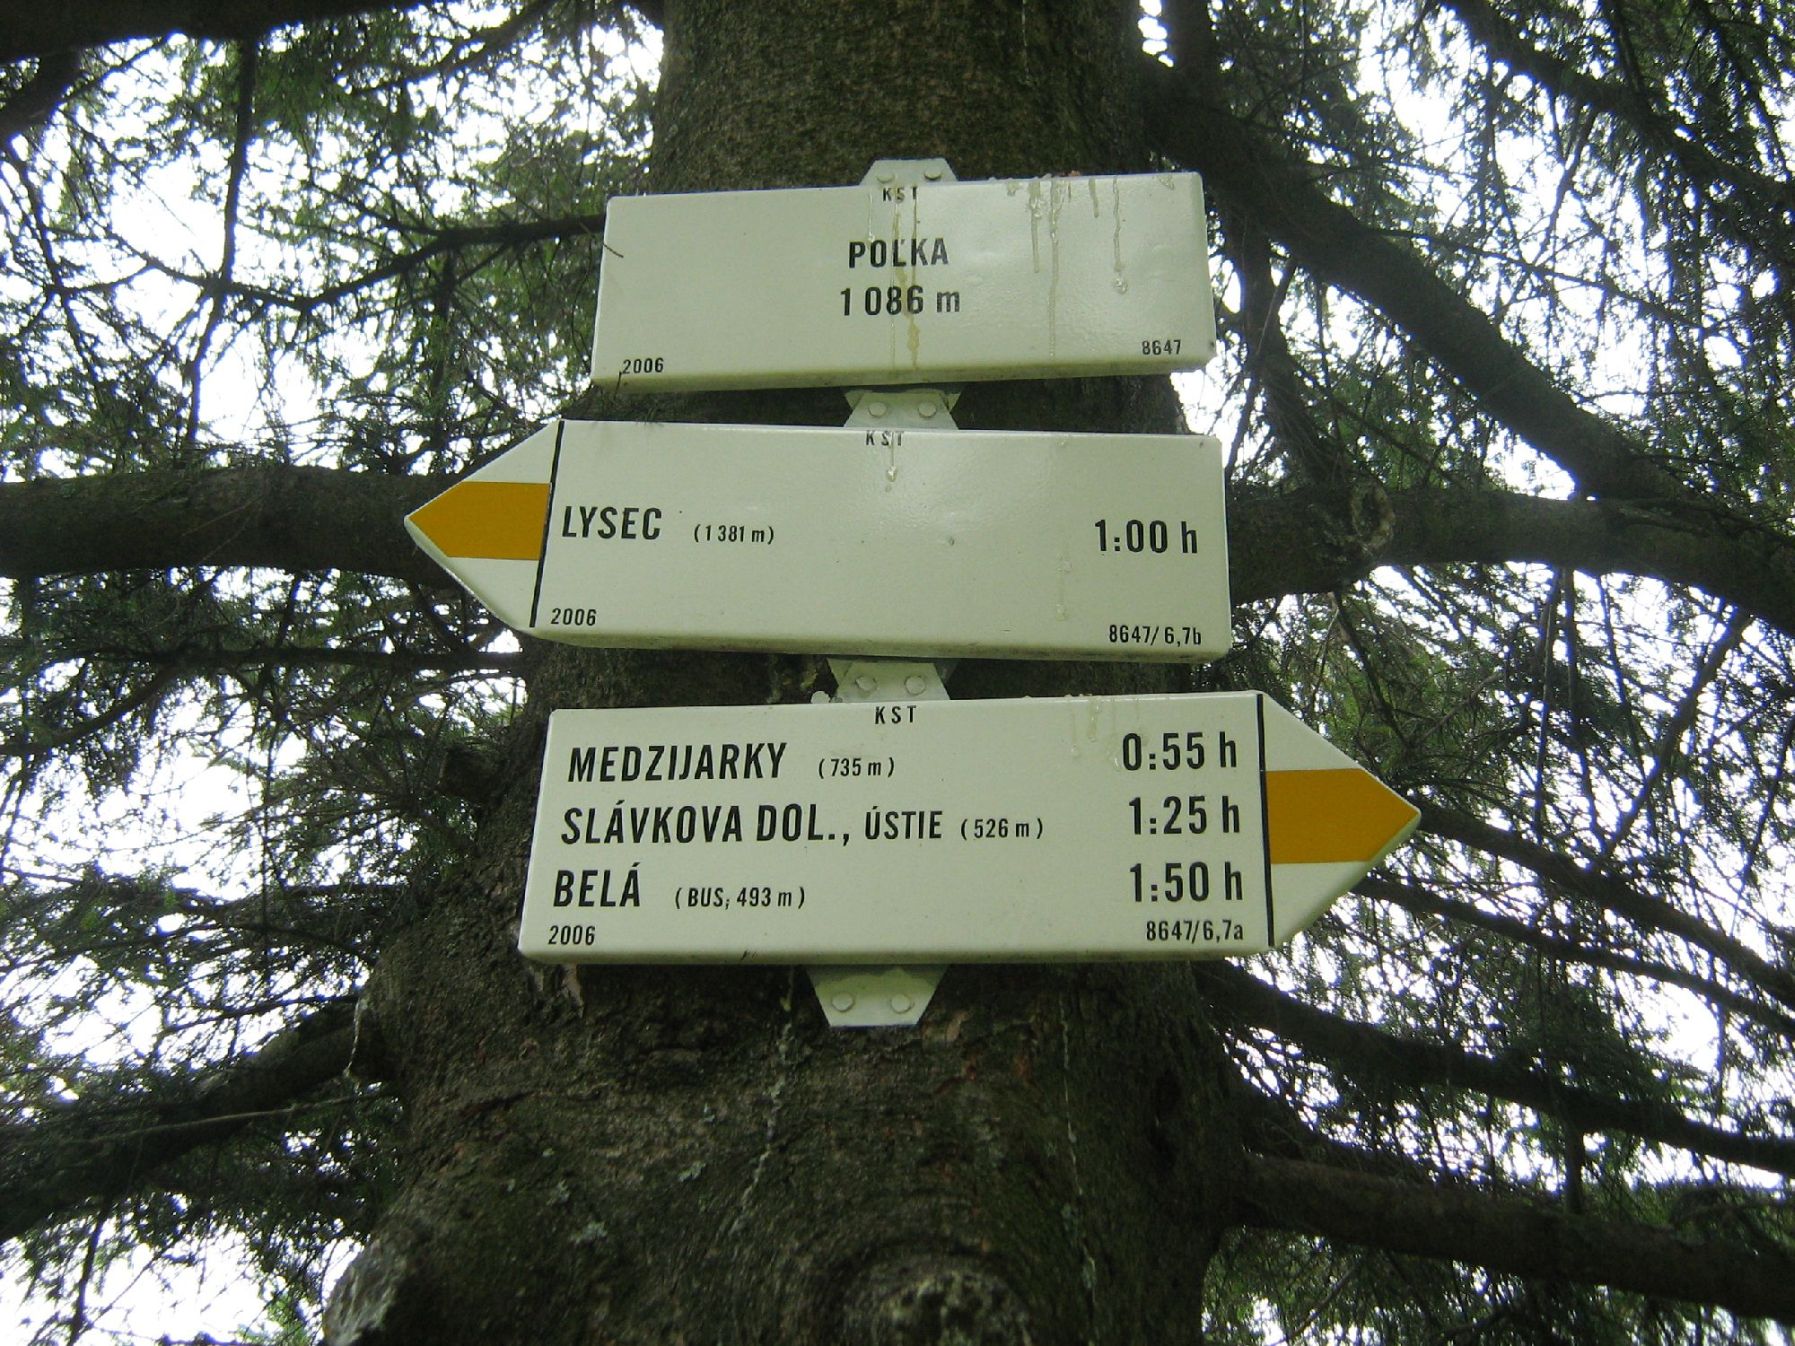 KST
POĽKA
1 086 m
2006 8647
KST
LYSEC (1 381 m) 1:00 h
2006 8647/6,7b
KST
MEDZIJARKY (735 m) 0:55 h
SLÁVKOVA DOL., ÚSTIE (526 m) 1:25 h
BELÁ (BUS, 493 m) 1:50 h
2006 8647/6,7a